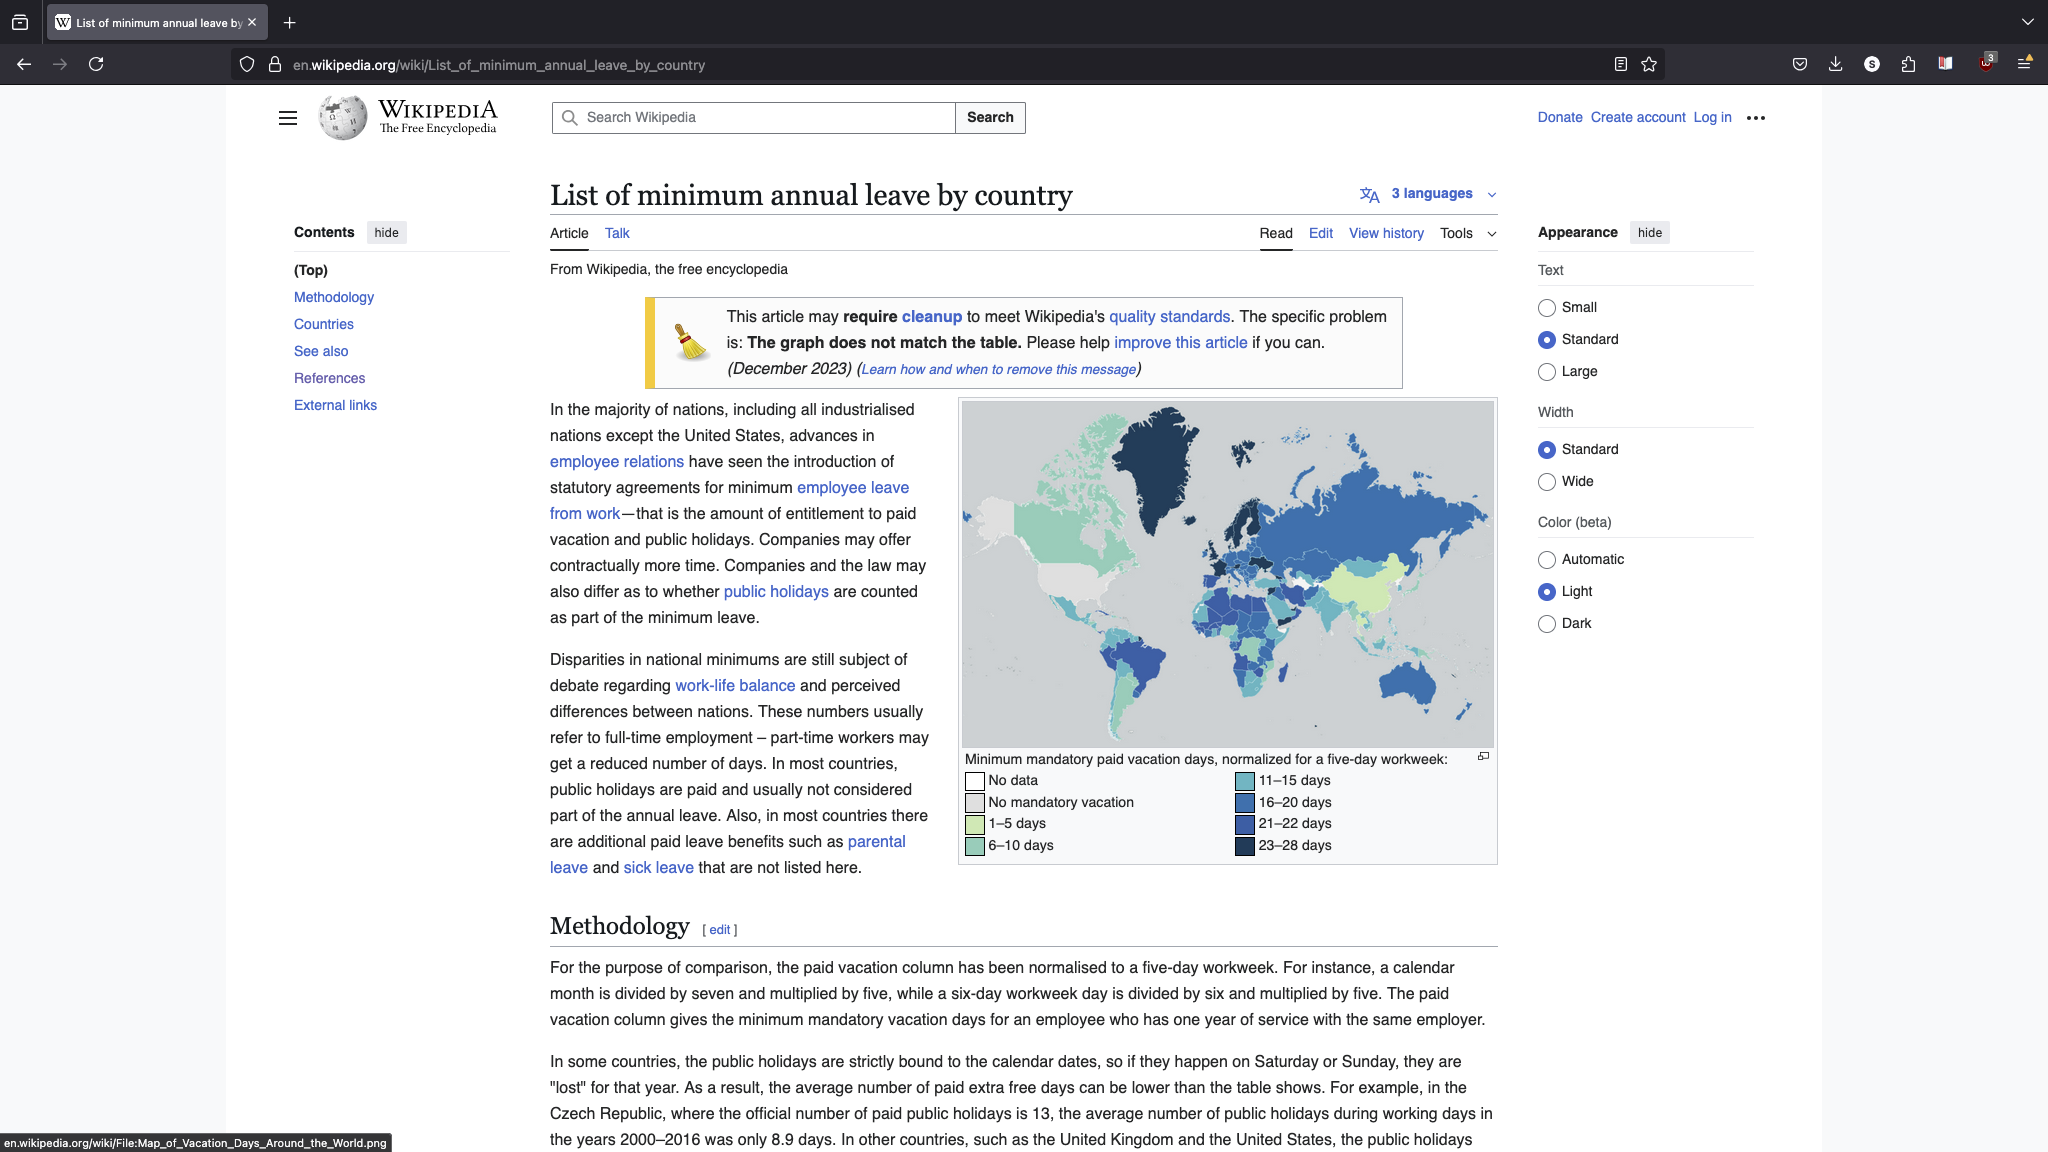 List of minimum annual leave by
en.wikipedia.org/wiki/List_of_minimum_annual_leave_by_country
S
3
WIKIPEDIA
The Free Encyclopedia
Search Wikipedia
Search
Donate Create account Log in
List of minimum annual leave by country
3 languages
Contents hide
Article Talk
Read Edit View history Tools
Appearance hide
From Wikipedia, the free encyclopedia
(Top)
Methodology
Countries
See also
References
External links
This article may require cleanup to meet Wikipedia's quality standards. The specific problem
is: The graph does not match the table. Please help improve this article if you can.
(December 2023) (Learn how and when to remove this message)
In the majority of nations, including all industrialised
nations except the United States, advances in
employee relations have seen the introduction of
statutory agreements for minimum employee leave
from work—that is the amount of entitlement to paid
vacation and public holidays. Companies may offer
contractually more time. Companies and the law may
also differ as to whether public holidays are counted
as part of the minimum leave.
Disparities in national minimums are still subject of
debate regarding work-life balance and perceived
differences between nations. These numbers usually
refer to full-time employment – part-time workers may
get a reduced number of days. In most countries,
public holidays are paid and usually not considered
part of the annual leave. Also, in most countries there
are additional paid leave benefits such as parental
leave and sick leave that are not listed here.
Minimum mandatory paid vacation days, normalized for a five-day workweek:
No data
No mandatory vacation
1–5 days
6–10 days
11–15 days
16–20 days
21–22 days
23–28 days
Text
Small
Standard
Large
Width
Standard
Wide
Color (beta)
Automatic
Light
Dark
Methodology [ edit ]
For the purpose of comparison, the paid vacation column has been normalised to a five-day workweek. For instance, a calendar
month is divided by seven and multiplied by five, while a six-day workweek day is divided by six and multiplied by five. The paid
vacation column gives the minimum mandatory vacation days for an employee who has one year of service with the same employer.
In some countries, the public holidays are strictly bound to the calendar dates, so if they happen on Saturday or Sunday, they are
"lost" for that year. As a result, the average number of paid extra free days can be lower than the table shows. For example, in the
Czech Republic, where the official number of paid public holidays is 13, the average number of public holidays during working days in
the years 2000–2016 was only 8.9 days. In other countries, such as the United Kingdom and the United States, the public holidays
en.wikipedia.org/wiki/File:Map_of_Vacation_Days_Around_the_World.png